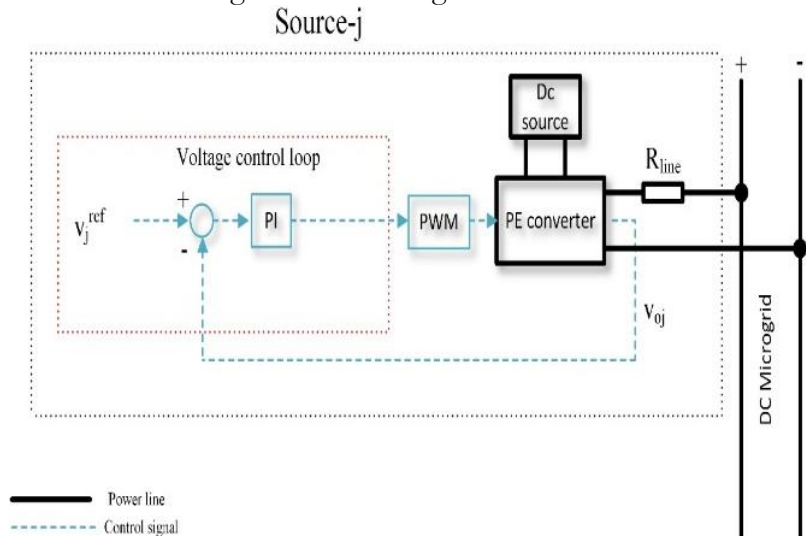 Source-j
+ -
Dc
source
Voltage control loop
R_line
+
v_j^ref
PI
PWM
PE converter
-
v_oj
DC Microgrid
Power line
Control signal